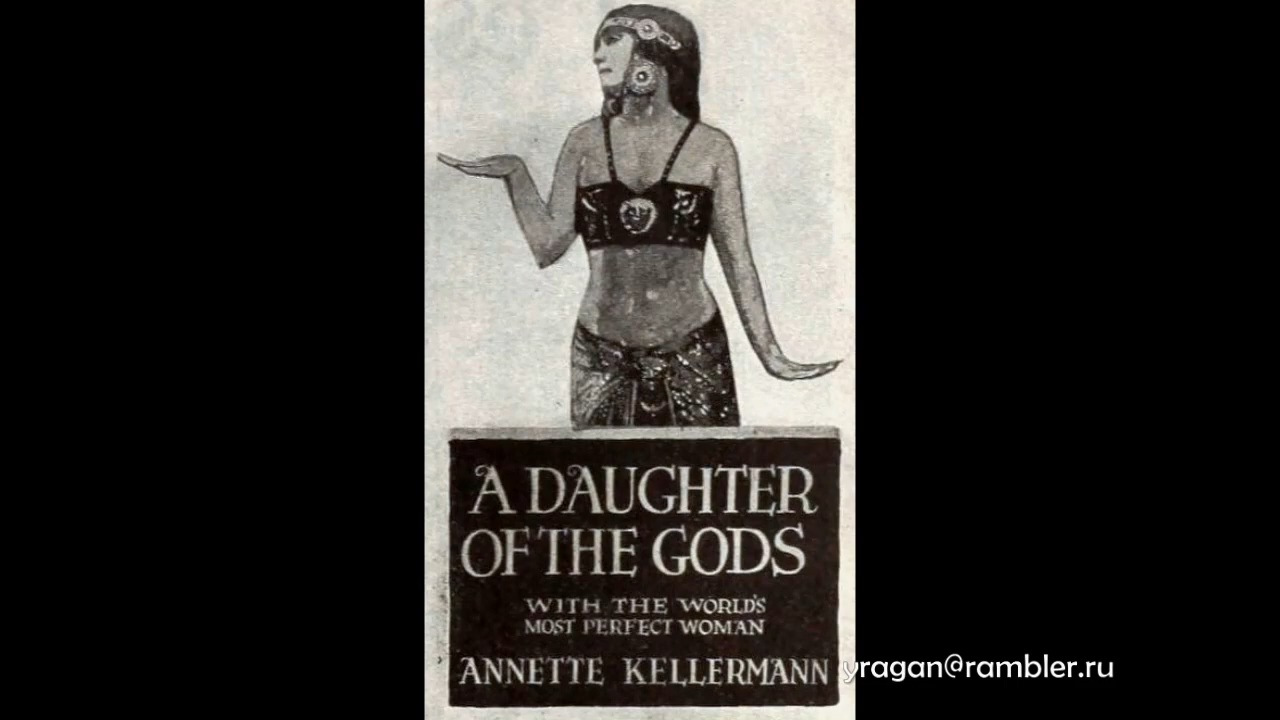 A DAUGHTER
OF THE GODS
WITH THE WORLD'S
MOST PERFECT WOMAN
ANNETTE KELLERMANN
yragan@rambler.ru